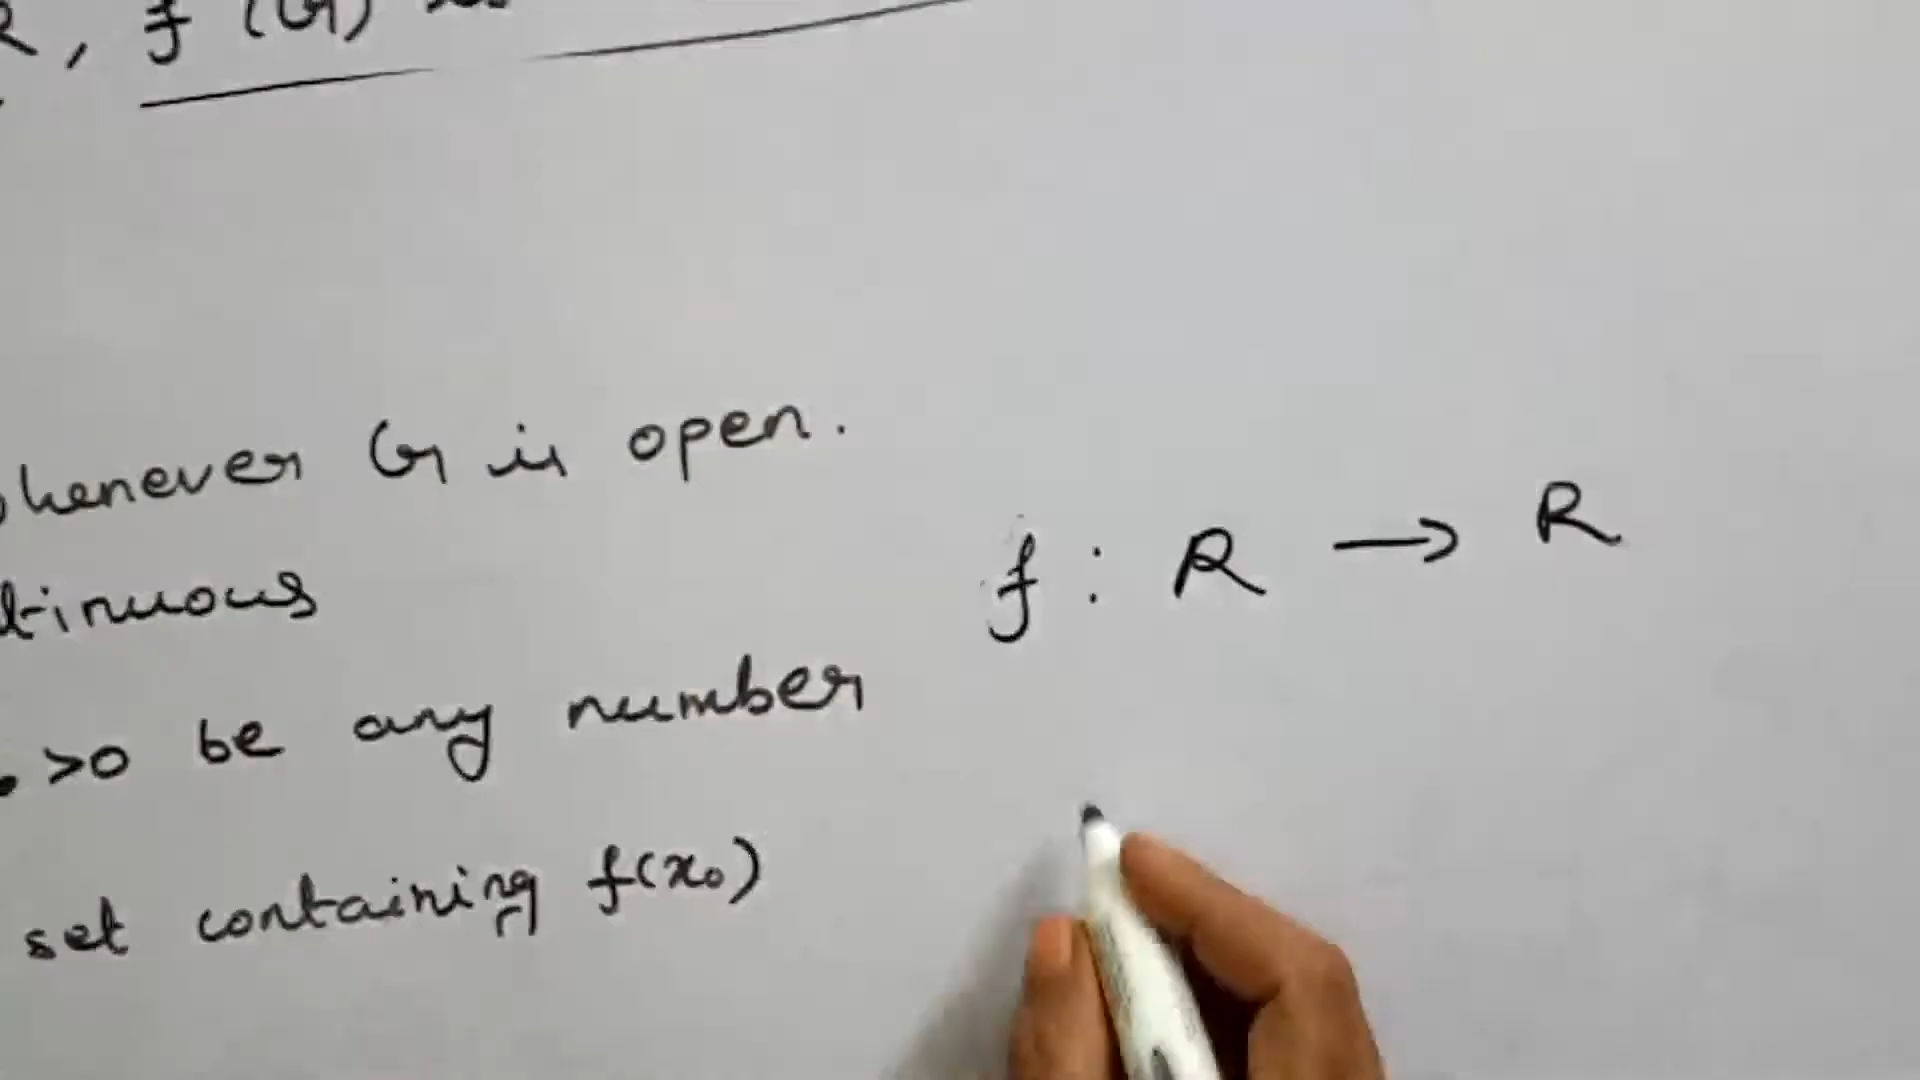 R, f (G) is
whenever G is open.
tinuous
f : R → R
>0 be any number
set containing f(x₀)